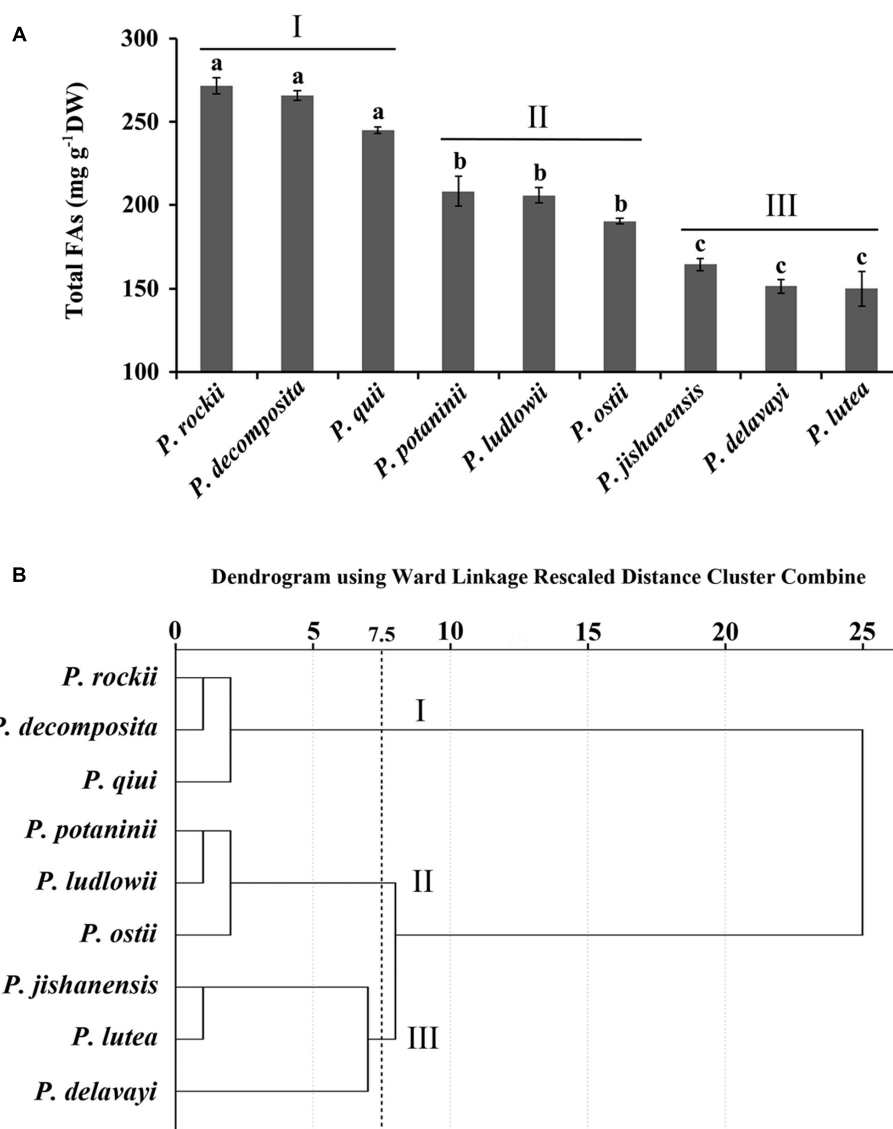 A
Total FAs (mg g⁻¹DW)
300
250
200
150
100
I
II
III
a
a
a
b
b
b
c
c
c
P. rockii
P. decomposita
P. quii
P. potaninii
P. ludlowii
P. ostii
P. jishanensis
P. delavayi
P. lutea
B
Dendrogram using Ward Linkage Rescaled Distance Cluster Combine
0 5 7.5 10 15 20 25
P. rockii
P. decomposita
P. qiui
P. potaninii
P. ludlowii
P. ostii
P. jishanensis
P. lutea
P. delavayi
I
II
III